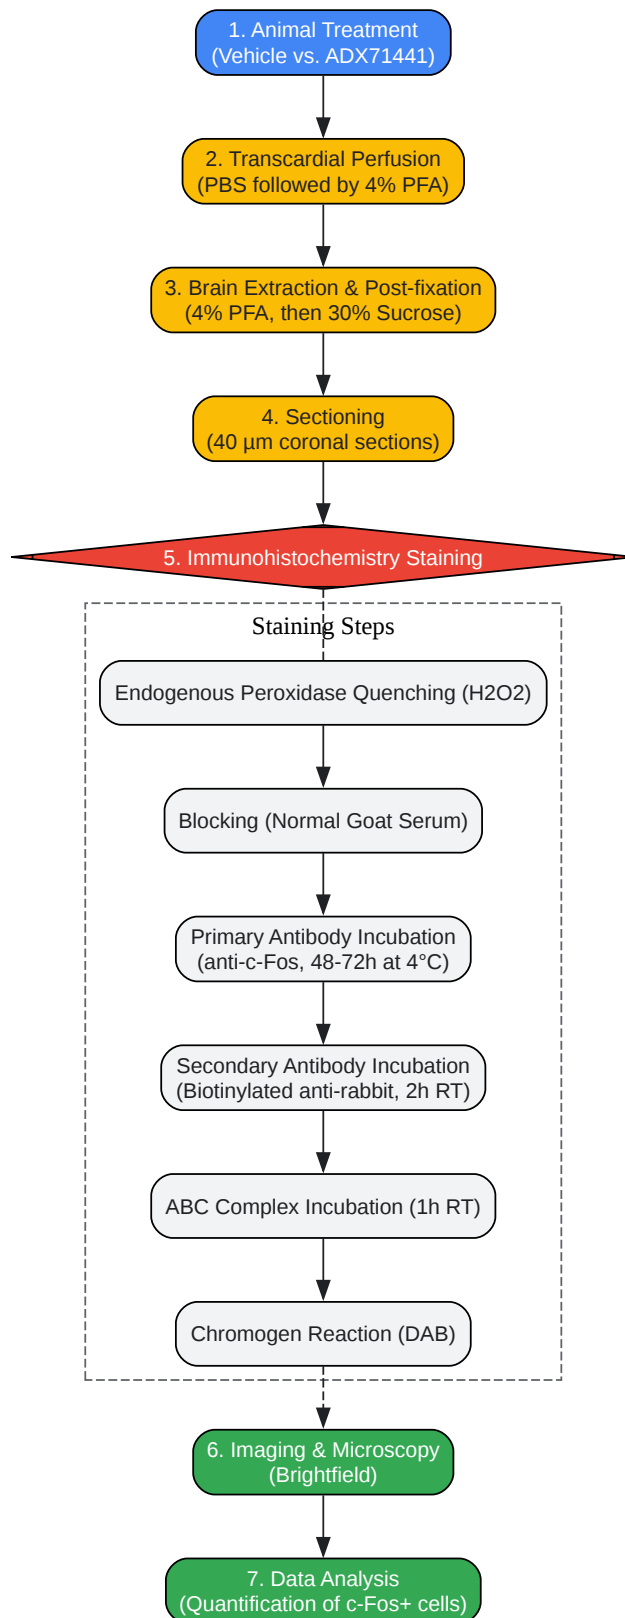 1. Animal Treatment
(Vehicle vs. ADX71441)
2. Transcardial Perfusion
(PBS followed by 4% PFA)
3. Brain Extraction & Post-fixation
(4% PFA, then 30% Sucrose)
4. Sectioning
(40 µm coronal sections)
5. Immunohistochemistry Staining
Staining Steps
Endogenous Peroxidase Quenching (H2O2)
Blocking (Normal Goat Serum)
Primary Antibody Incubation
(anti-c-Fos, 48-72h at 4°C)
Secondary Antibody Incubation
(Biotinylated anti-rabbit, 2h RT)
ABC Complex Incubation (1h RT)
Chromogen Reaction (DAB)
6. Imaging & Microscopy
(Brightfield)
7. Data Analysis
(Quantification of c-Fos+ cells)